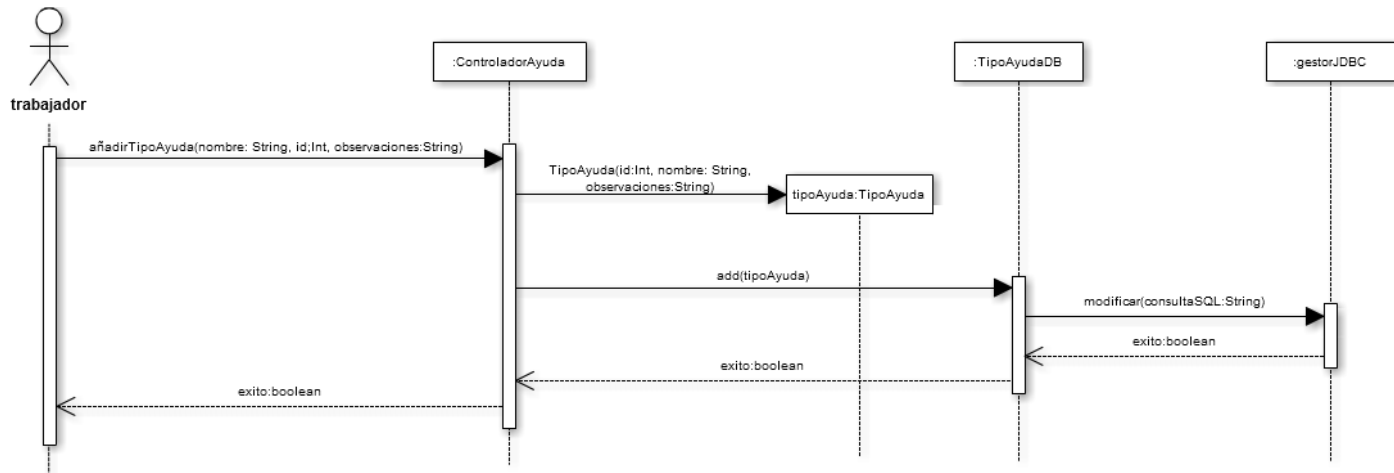 :ControladorAyuda
:TipoAyudaDB
:gestorJDBC
trabajador
añadirTipoAyuda(nombre: String, id;Int, observaciones:String)
TipoAyuda(id:Int, nombre: String,
observaciones:String)
tipoAyuda:TipoAyuda
add(tipoAyuda)
modificar(consultaSQL:String)
exito:boolean
exito:boolean
exito:boolean